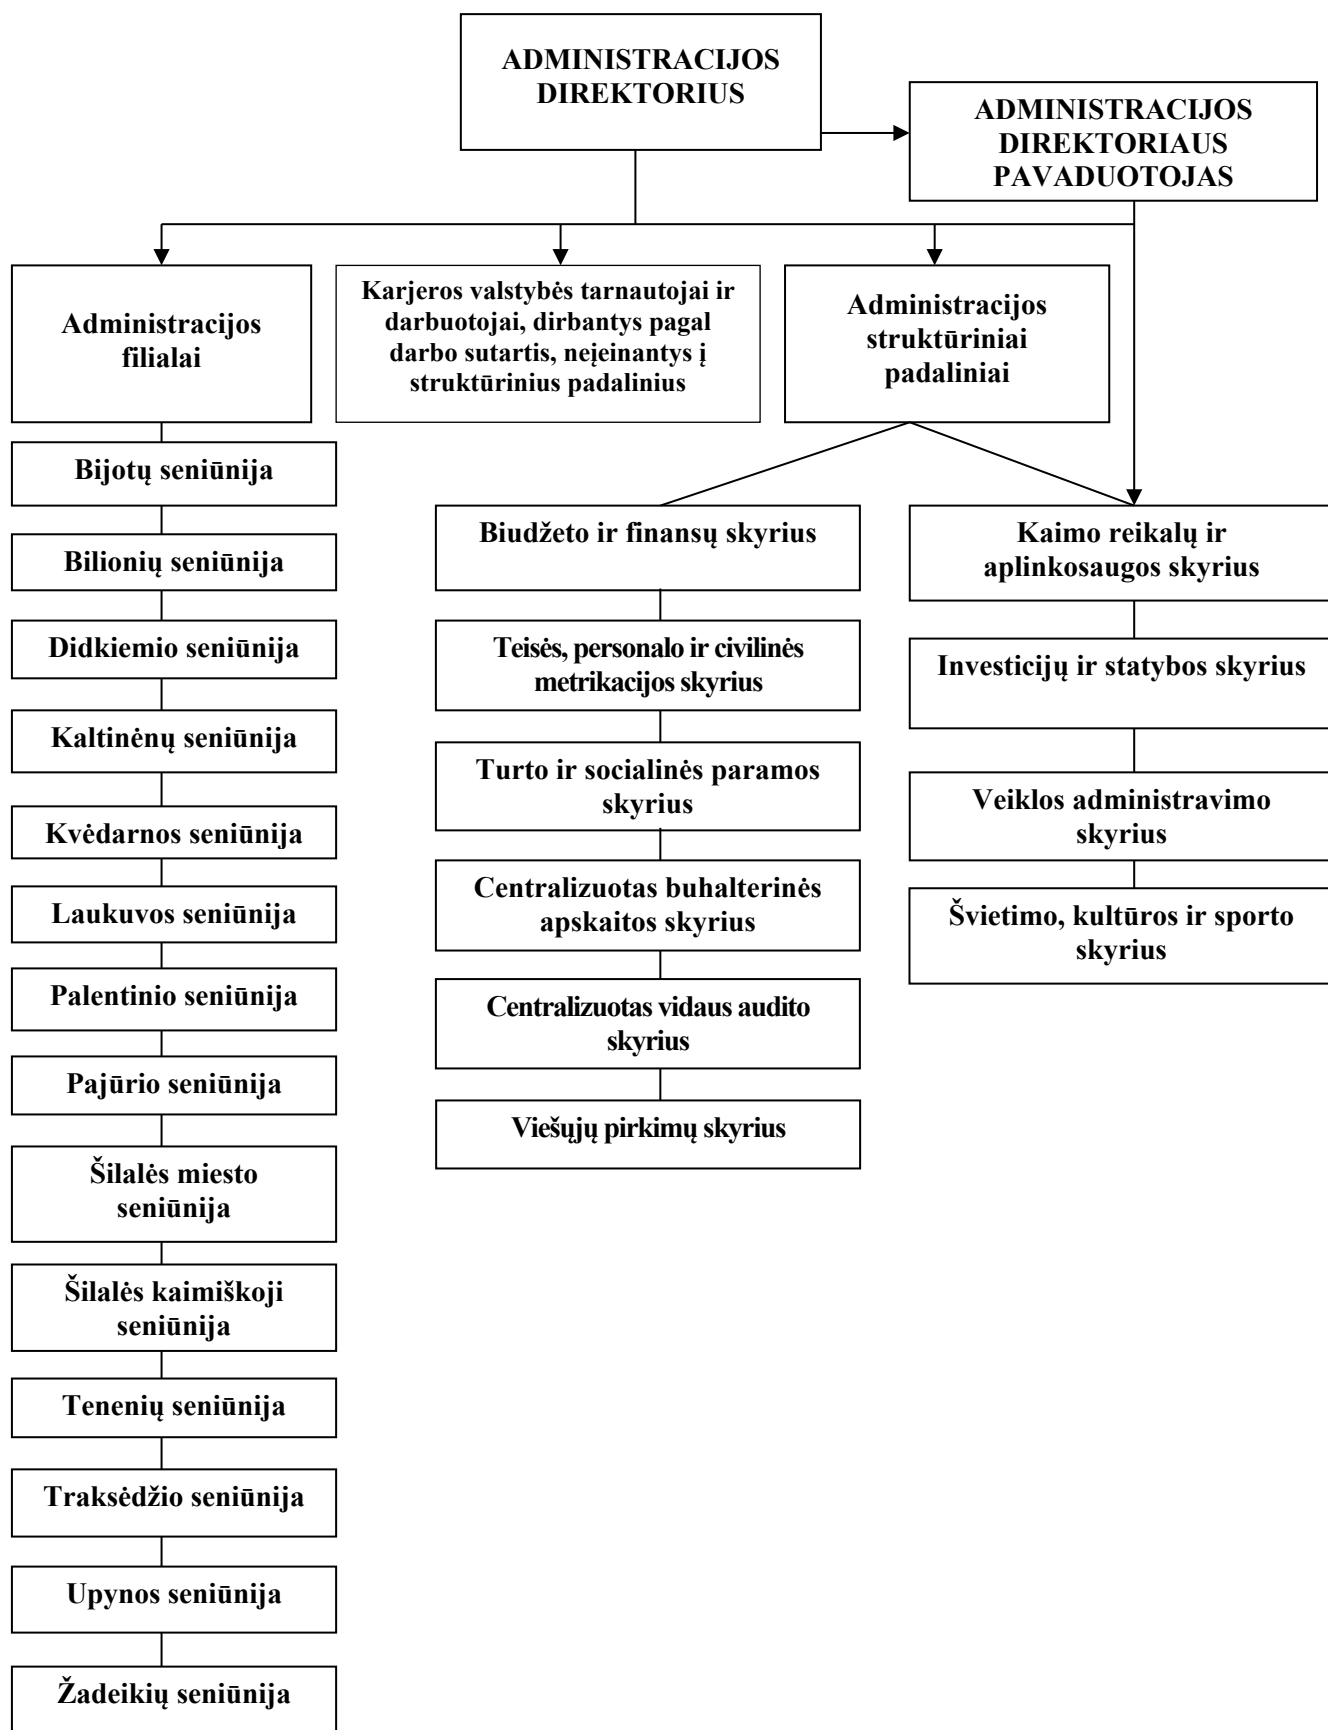 ADMINISTRACIJOS
DIREKTORIUS
ADMINISTRACIJOS
DIREKTORIAUS
PAVADUOTOJAS
Administracijos
filialai
Karjeros valstybės tarnautojai ir
darbuotojai, dirbantys pagal
darbo sutartis, neįeinantys į
struktūrinius padalinius
Administracijos
struktūriniai
padaliniai
Bijotų seniūnija
Bilionių seniūnija
Didkiemio seniūnija
Kaltinėnų seniūnija
Kvėdarnos seniūnija
Laukuvos seniūnija
Palentinio seniūnija
Pajūrio seniūnija
Šilalės miesto
seniūnija
Šilalės kaimiškoji
seniūnija
Tenenių seniūnija
Traksėdžio seniūnija
Upynos seniūnija
Žadeikių seniūnija
Biudžeto ir finansų skyrius
Teisės, personalo ir civilinės
metrikacijos skyrius
Turto ir socialinės paramos
skyrius
Centralizuotas buhalterinės
apskaitos skyrius
Centralizuotas vidaus audito
skyrius
Viešųjų pirkimų skyrius
Kaimo reikalų ir
aplinkosaugos skyrius
Investicijų ir statybos skyrius
Veiklos administravimo
skyrius
Švietimo, kultūros ir sporto
skyrius